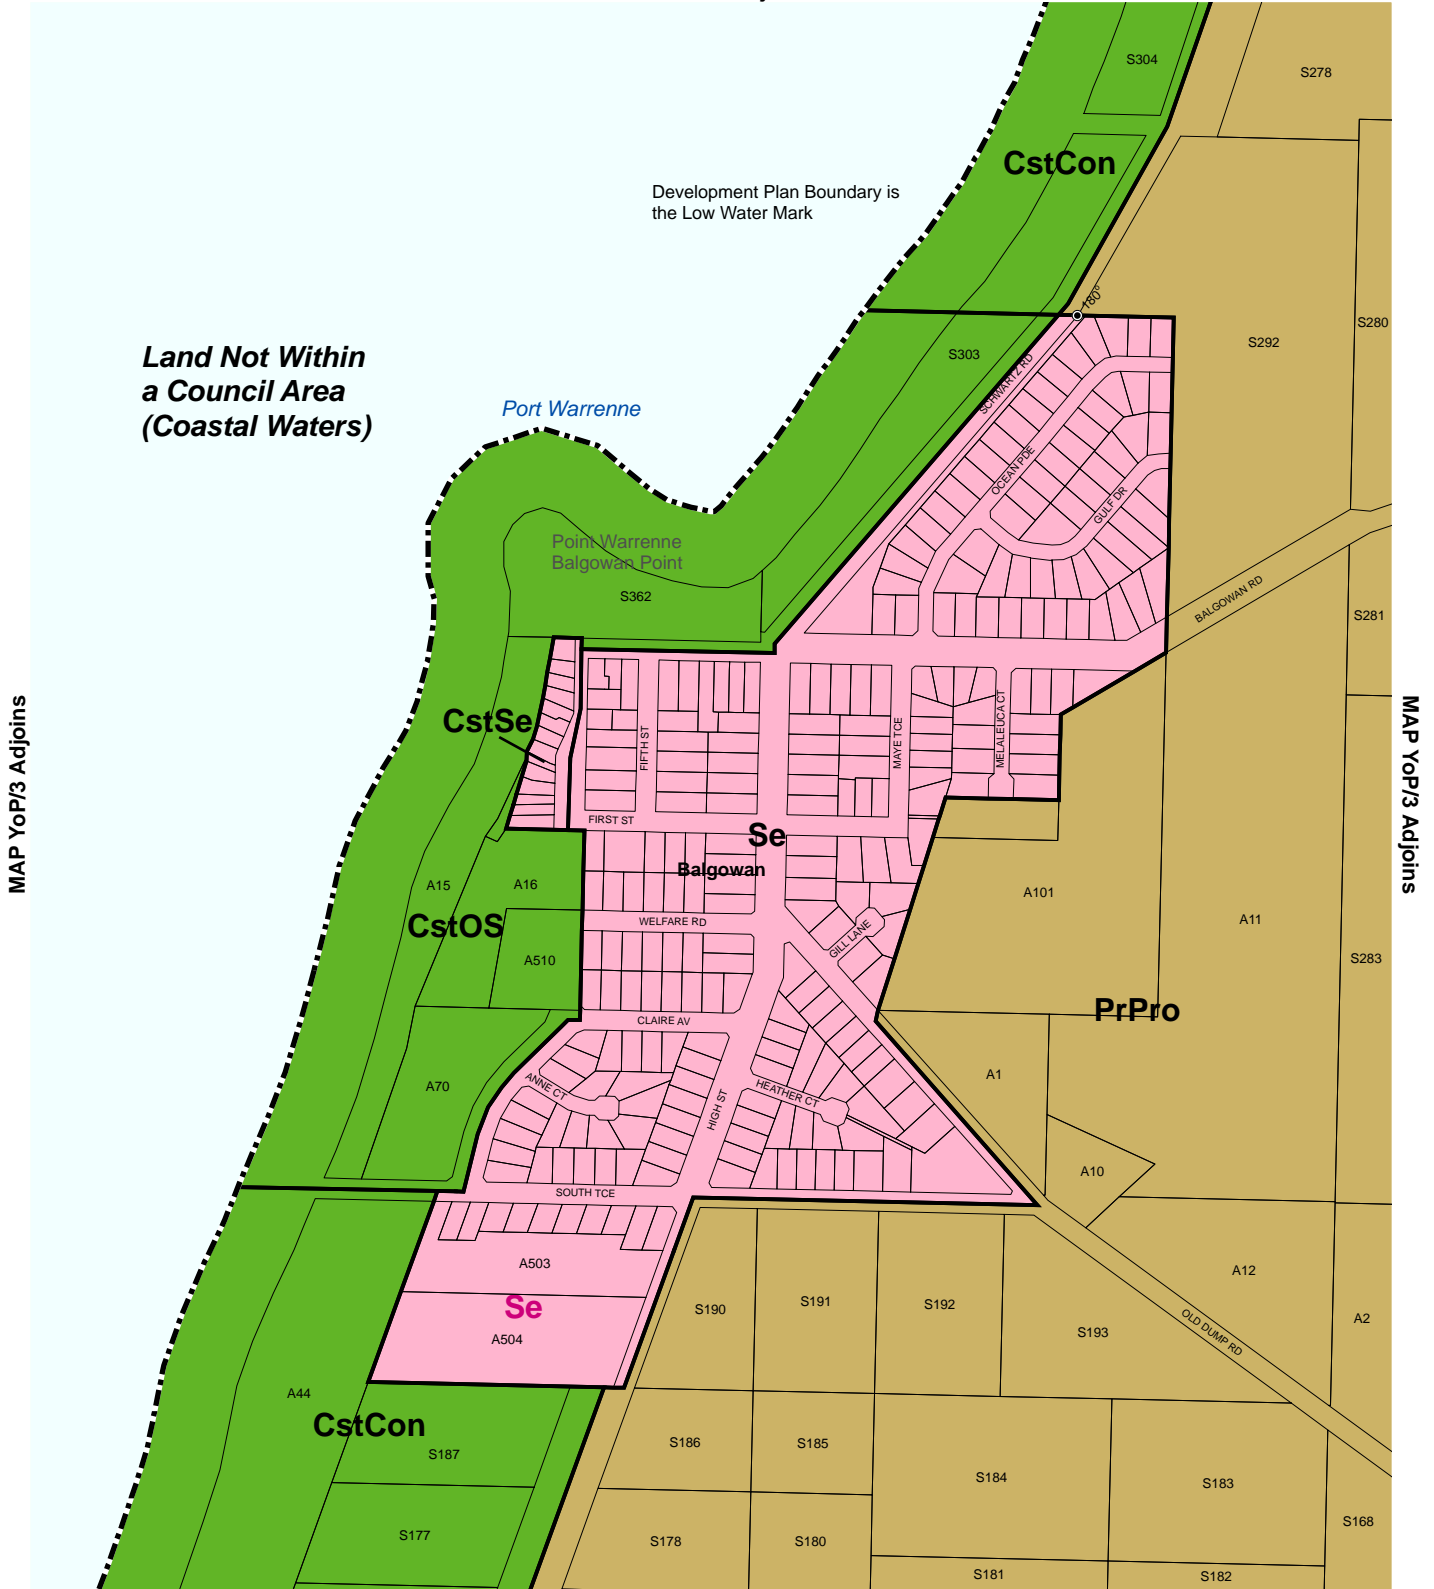 S304
S278
CstCon
Development Plan Boundary is
the Low Water Mark
180°
S280
S292
S303
Land Not Within
a Council Area
(Coastal Waters)
SCHWARTZ RD
Port Warrenne
OCEAN PDE
GULF DR
Point Warrenne
Balgowan Point
S362
BALGOWAN RD
S281
CstSe
FIFTH ST
MAYE TCE
MELALEUCA CT
MAP YoP/3 Adjoins
MAP YoP/3 Adjoins
FIRST ST
Se
Balgowan
A15
A16
A101
A11
CstOS
WELFARE RD
GILL LANE
A510
S283
PrPro
CLAIRE AV
A70
ANNE CT
HIGH ST
HEATHER CT
A1
A10
SOUTH TCE
A503
A12
Se
S190
S191
S192
S193
OLD DUMP RD
A2
A504
A44
CstCon
S187
S186
S185
S184
S183
S177
S178
S180
S168
S181
S182